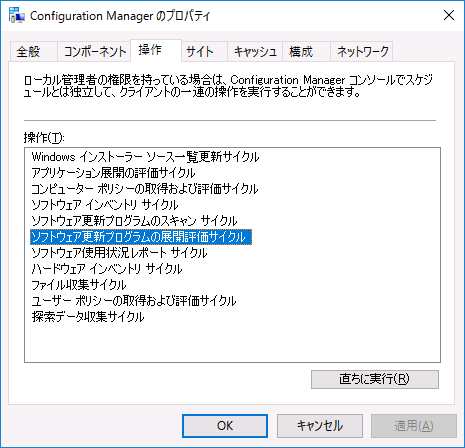 Configuration Manager のプロパティ
全般
コンポーネント
操作
サイト
キャッシュ
構成
ネットワーク
ローカル管理者の権限を持っている場合は、Configuration Manager コンソールでスケジ
ュールとは独立して、クライアントの一連の操作を実行することができます。
操作(T):
Windows インストーラー ソース一覧更新サイクル
アプリケーション展開の評価サイクル
コンピューター ポリシーの取得および評価サイクル
ソフトウェア インベントリ サイクル
ソフトウェア更新プログラムのスキャン サイクル
ソフトウェア更新プログラムの展開評価サイクル
ソフトウェア使用状況レポート サイクル
ハードウェア インベントリ サイクル
ファイル収集サイクル
ユーザー ポリシーの取得および評価サイクル
探索データ収集サイクル
直ちに実行(R)
OK
キャンセル
適用(A)